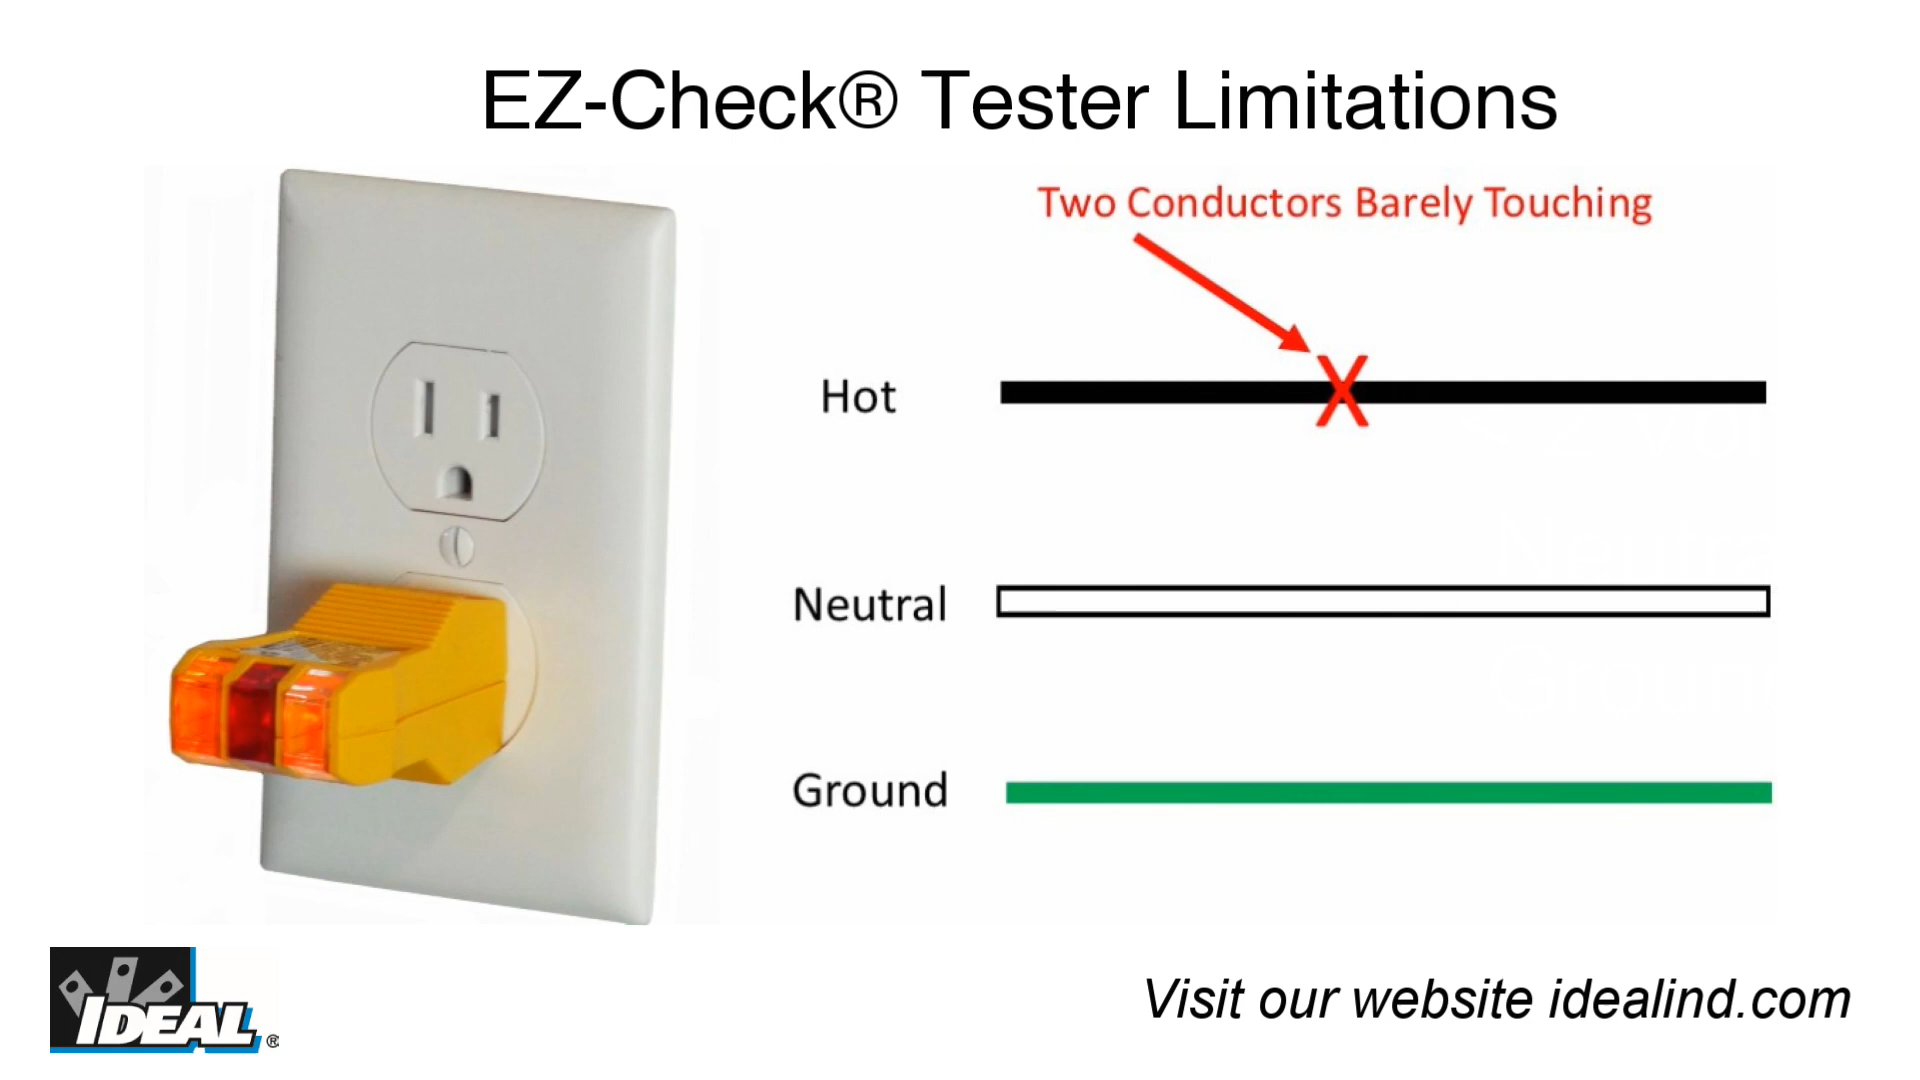 EZ-Check® Tester Limitations
Two Conductors Barely Touching
Hot
X
Neutral
Ground
IDEAL®
Visit our website idealind.com